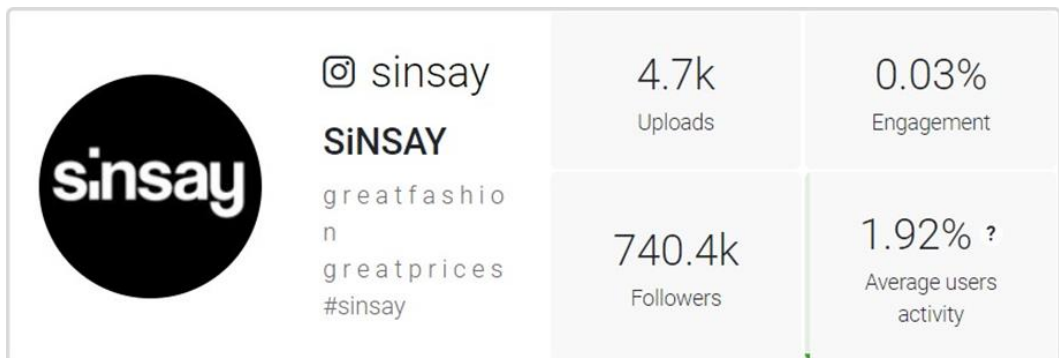 sinsay
sinsay
SiNSAY
greatfashio
n
greatprices
#sinsay
4.7k
Uploads
0.03%
Engagement
740.4k
Followers
1.92% ?
Average users
activity